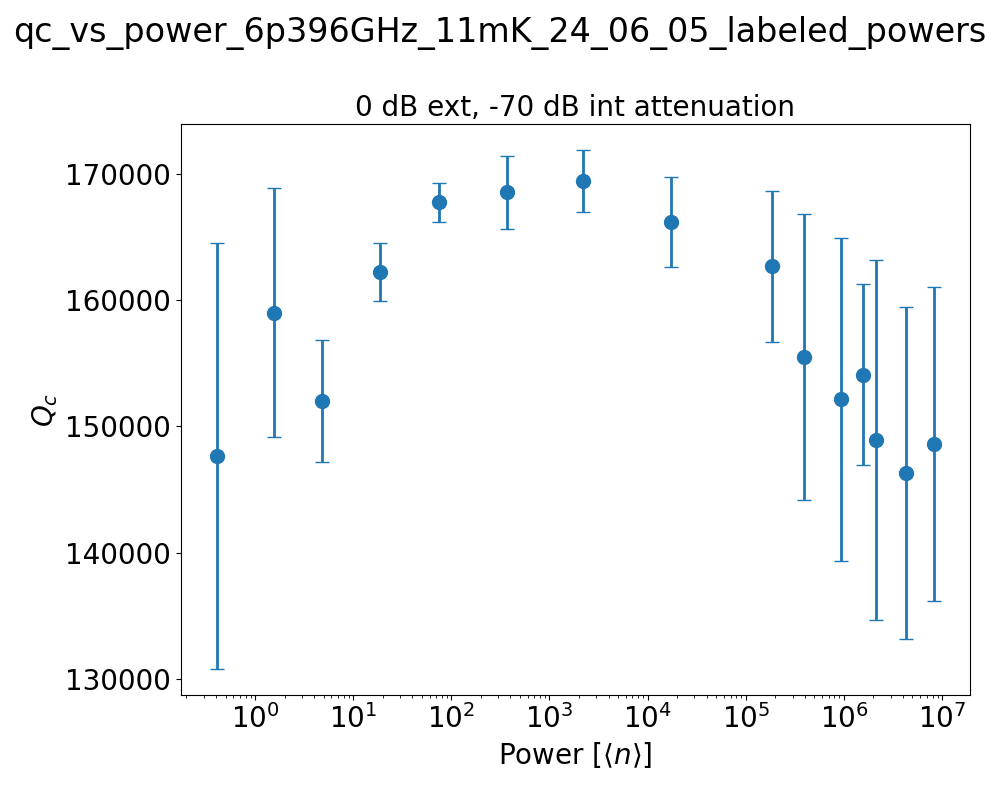 qc_vs_power_6p396GHz_11mK_24_06_05_labeled_powers
0 dB ext, -70 dB int attenuation
170000
160000
150000
140000
130000
Q_c
10^0 10^1 10^2 10^3 10^4 10^5 10^6 10^7
Power [⟨n⟩]